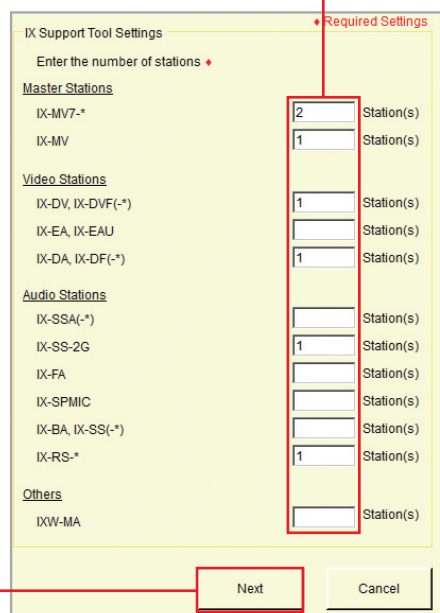 ♦ Required Settings
IX Support Tool Settings
Enter the number of stations ♦
Master Stations
IX-MV7-* 2 Station(s)
IX-MV 1 Station(s)
Video Stations
IX-DV, IX-DVF(-*) 1 Station(s)
IX-EA, IX-EAU Station(s)
IX-DA, IX-DF(-*) 1 Station(s)
Audio Stations
IX-SSA(-*) Station(s)
IX-SS-2G 1 Station(s)
IX-FA Station(s)
IX-SPMIC Station(s)
IX-BA, IX-SS(-*) Station(s)
IX-RS-* 1 Station(s)
Others
IXW-MA Station(s)
Next Cancel